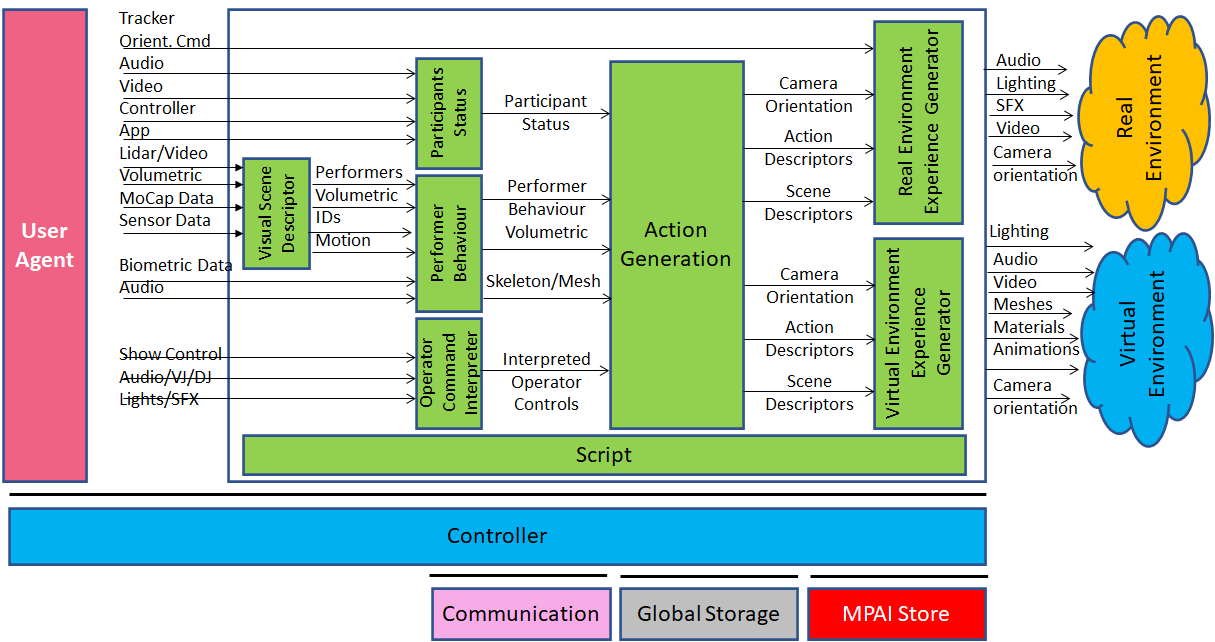 User
Agent
Tracker
Orient. Cmd
Audio
Video
Controller
App
Lidar/Video
Volumetric
MoCap Data
Sensor Data
Biometric Data
Audio
Show Control
Audio/VJ/DJ
Lights/SFX
Visual Scene
Descriptor
Performers
Volumetric
IDs
Motion
Participants
Status
Performer
Behaviour
Operator
Command
Interpreter
Participant
Status
Performer
Behaviour
Volumetric
Skeleton/Mesh
Interpreted
Operator
Controls
Action
Generation
Camera
Orientation
Action
Descriptors
Scene
Descriptors
Camera
Orientation
Action
Descriptors
Scene
Descriptors
Real Environment
Experience Generator
Virtual Environment
Experience
Generator
Audio
Lighting
SFX
Video
Camera
orientation
Lighting
Audio
Video
Meshes
Materials
Animations
Camera
orientation
Real
Environment
Virtual
Environment
Script
Controller
Communication
Global Storage
MPAI Store